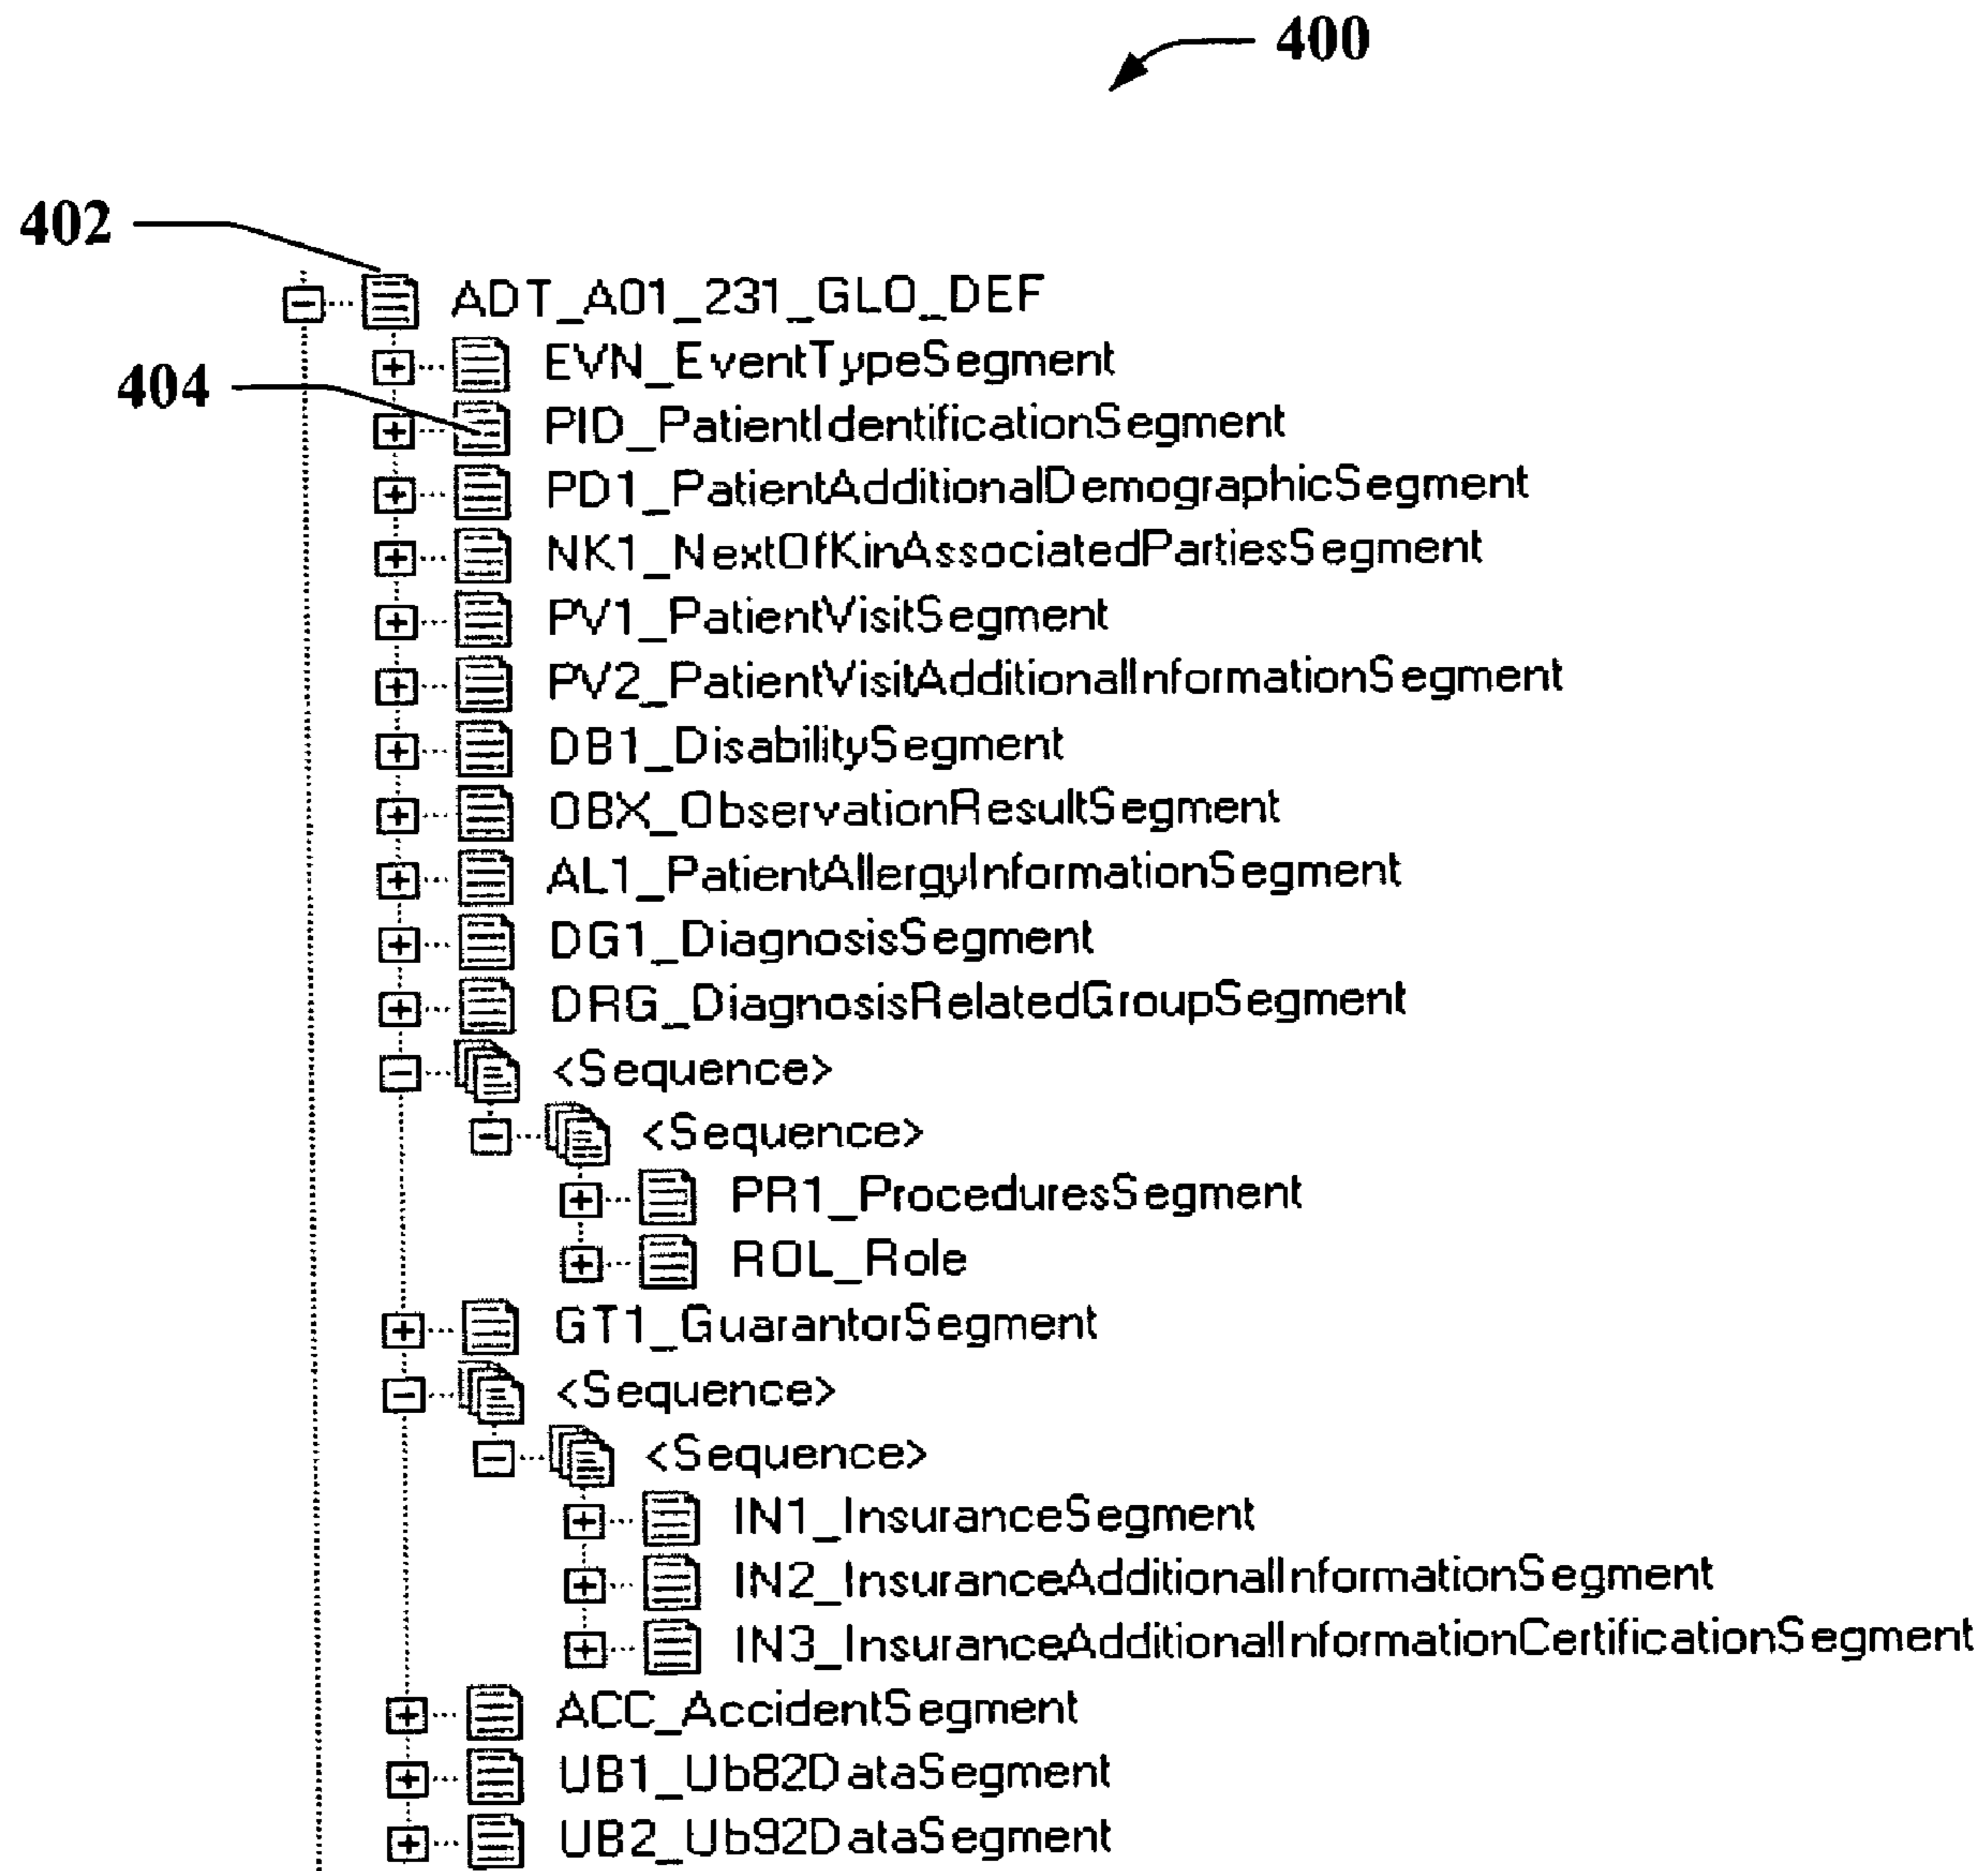 400
402
ADT_A01_231_GLO_DEF
EVN_EventTypeSegment
404
PID_PatientIdentificationSegment
PD1_PatientAdditionalDemographicSegment
NK1_NextOfKinAssociatedPartiesSegment
PV1_PatientVisitSegment
PV2_PatientVisitAdditionalInformationSegment
DB1_DisabilitySegment
OBX_ObservationResultSegment
AL1_PatientAllergyInformationSegment
DG1_DiagnosisSegment
DRG_DiagnosisRelatedGroupSegment
<Sequence>
<Sequence>
PR1_ProceduresSegment
ROL_Role
GT1_GuarantorSegment
<Sequence>
<Sequence>
IN1_InsuranceSegment
IN2_InsuranceAdditionalInformationSegment
IN3_InsuranceAdditionalInformationCertificationSegment
ACC_AccidentSegment
UB1_Ub82DataSegment
UB2_Ub92DataSegment